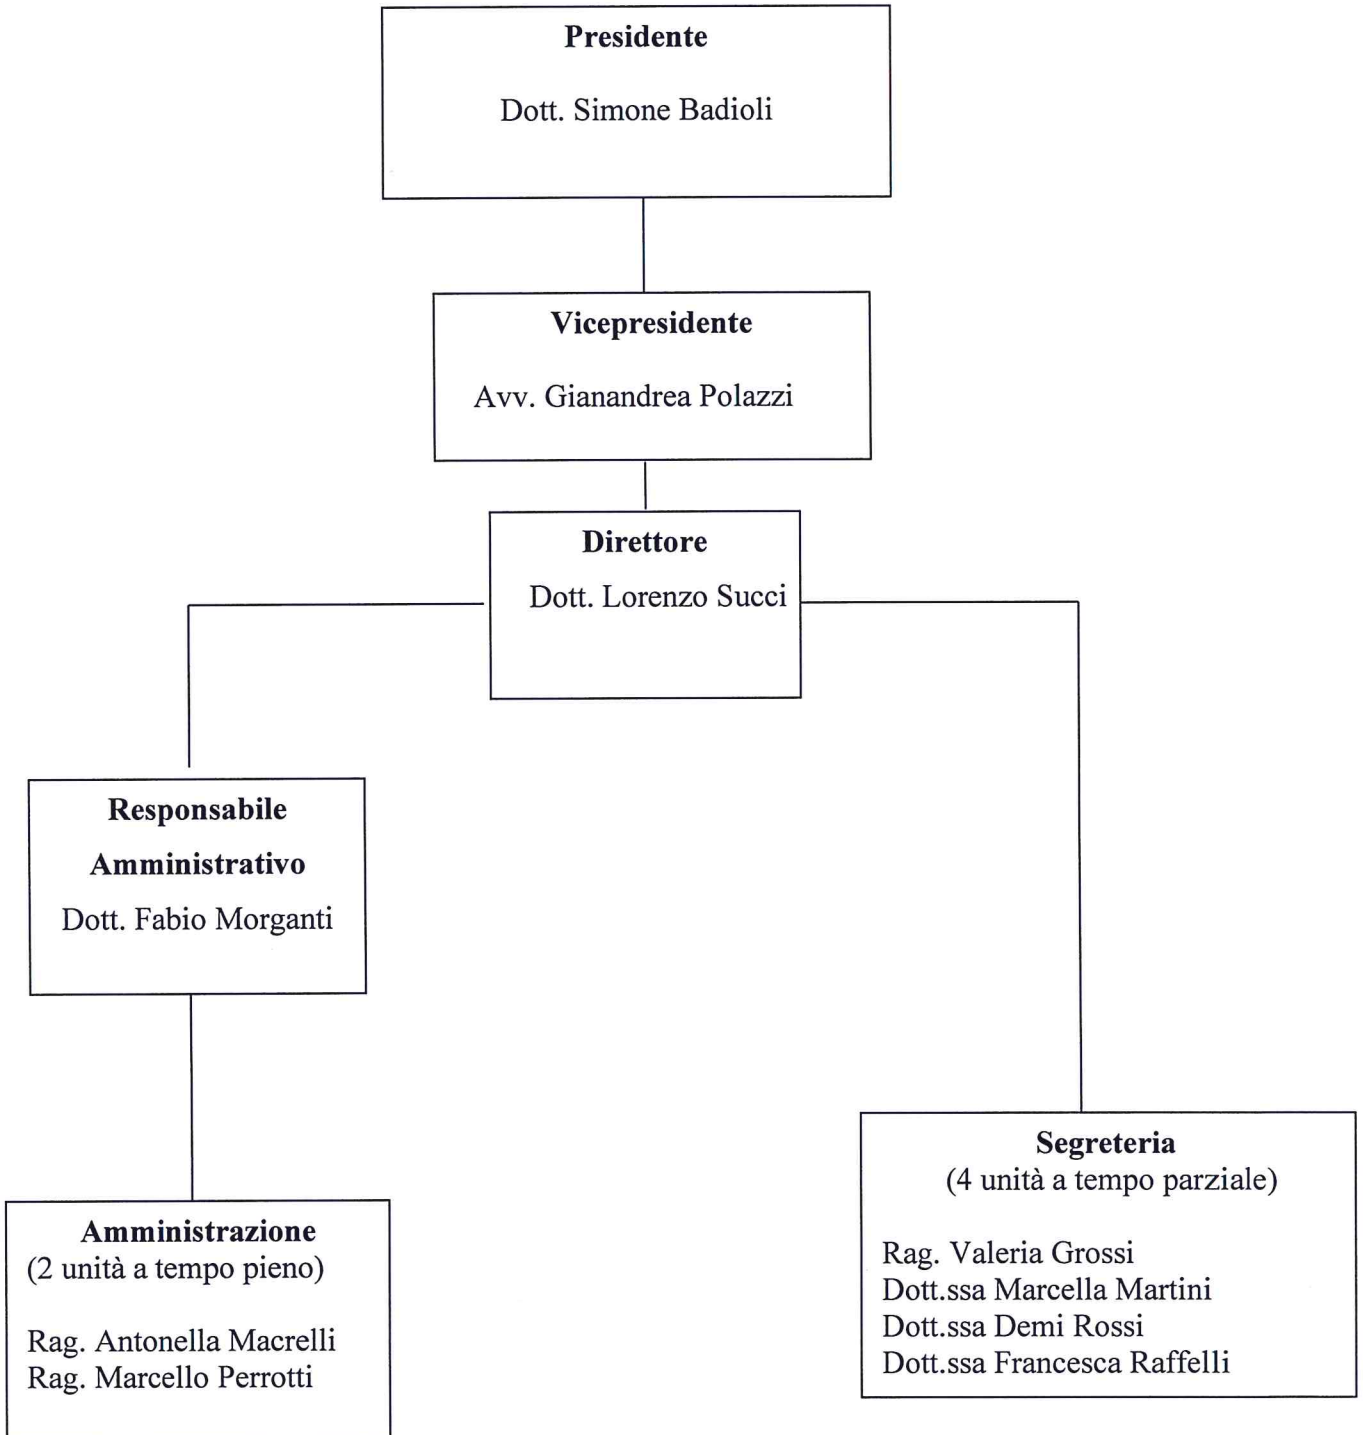 Presidente
Dott. Simone Badioli
Vicepresidente
Avv. Gianandrea Polazzi
Direttore
Dott. Lorenzo Succi
Responsabile
Amministrativo
Dott. Fabio Morganti
Amministrazione
(2 unità a tempo pieno)
Rag. Antonella Macrelli
Rag. Marcello Perrotti
Segreteria
(4 unità a tempo parziale)
Rag. Valeria Grossi
Dott.ssa Marcella Martini
Dott.ssa Demi Rossi
Dott.ssa Francesca Raffelli